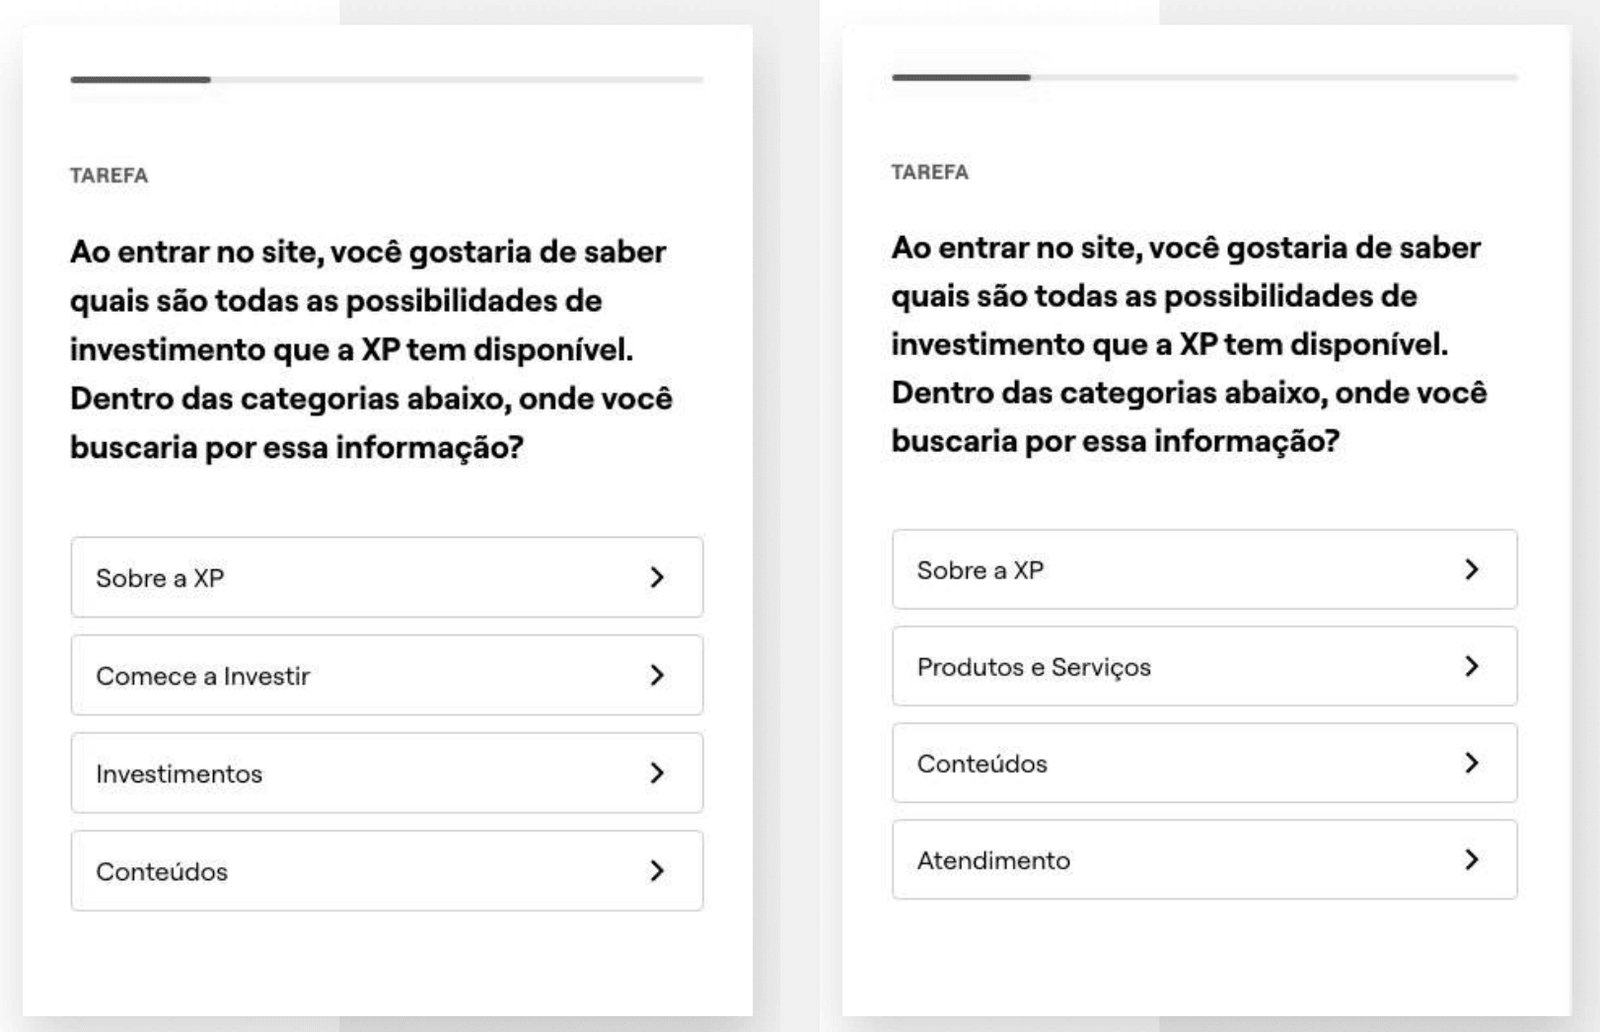 TAREFA
Ao entrar no site, você gostaria de saber
quais são todas as possibilidades de
investimento que a XP tem disponível.
Dentro das categorias abaixo, onde você
buscaria por essa informação?
Sobre a XP
Comece a Investir
Investimentos
Conteúdos
TAREFA
Ao entrar no site, você gostaria de saber
quais são todas as possibilidades de
investimento que a XP tem disponível.
Dentro das categorias abaixo, onde você
buscaria por essa informação?
Sobre a XP
Produtos e Serviços
Conteúdos
Atendimento